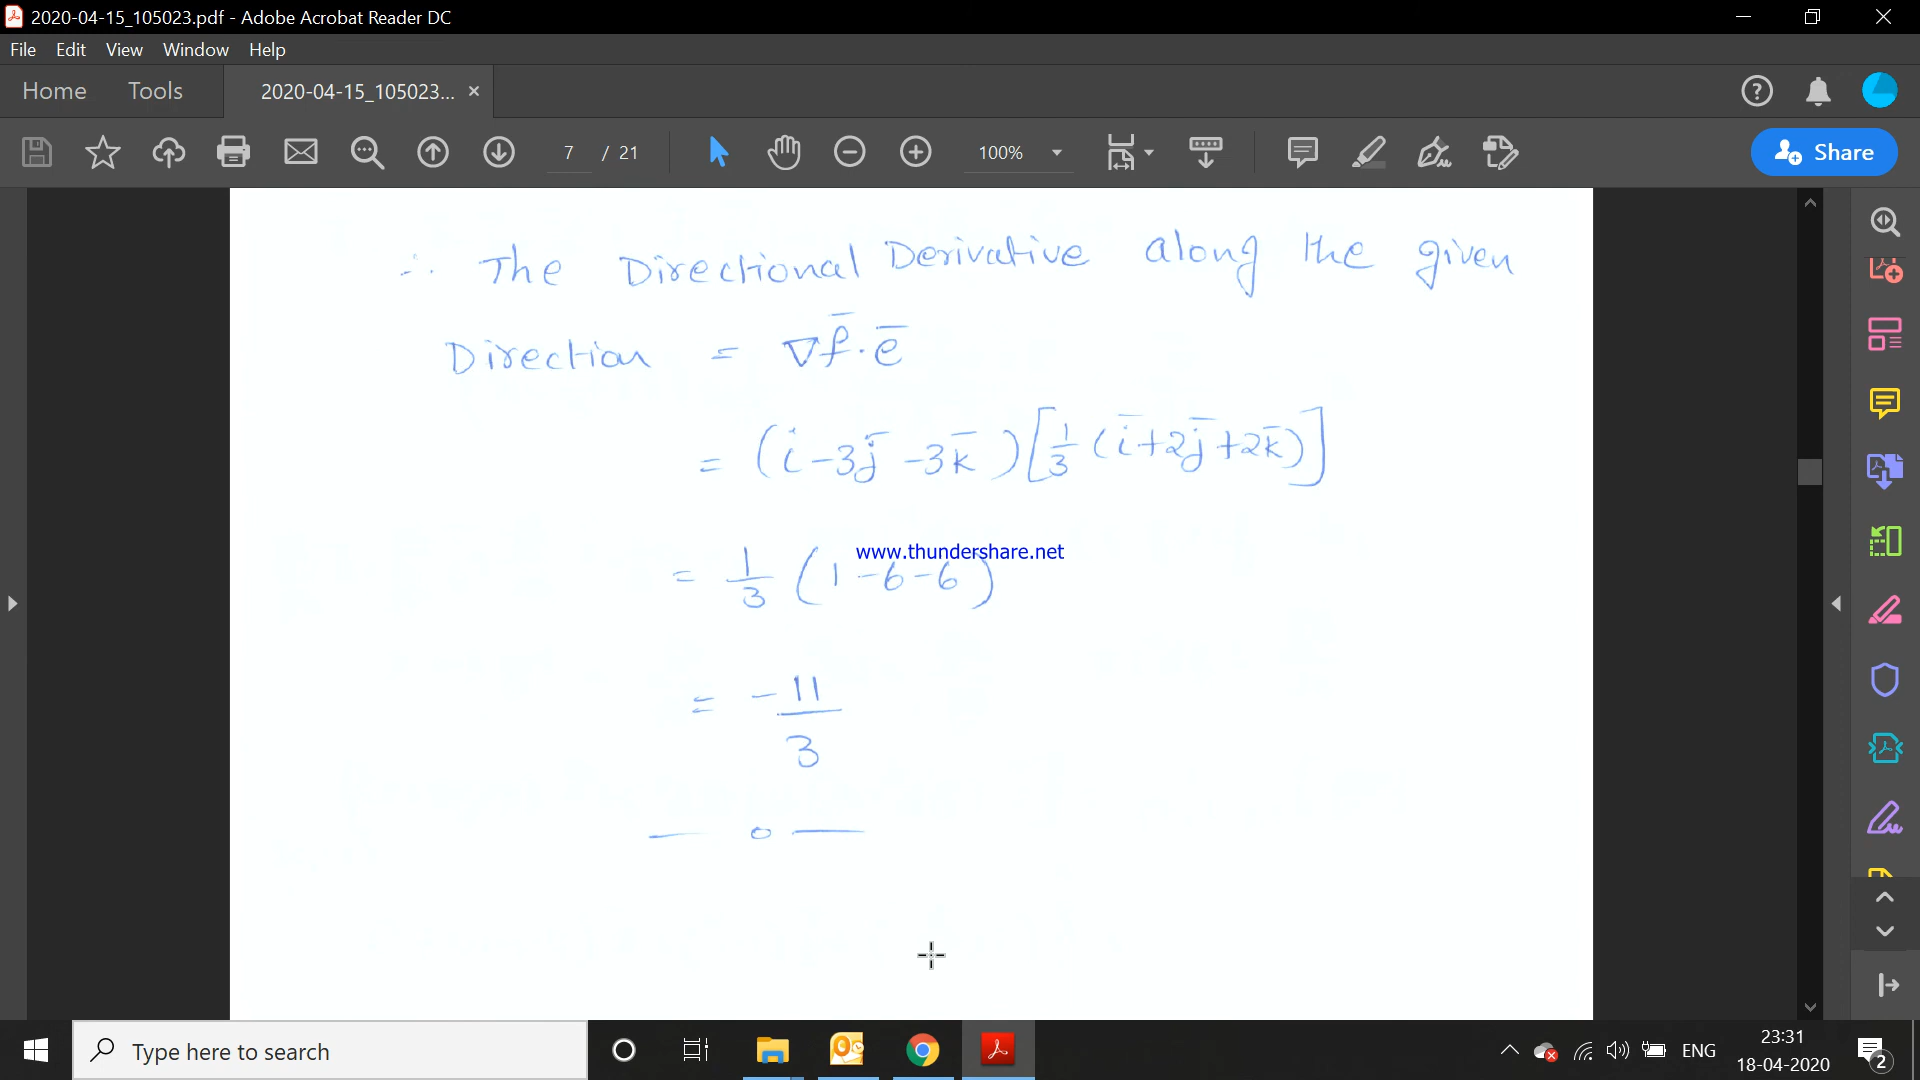 2020-04-15_105023.pdf - Adobe Acrobat Reader DC
File Edit View Window Help
Home Tools 2020-04-15_105023... ×
7 / 21 100% Share
∴ The Directional Derivative along the given
Direction = ∇f̄·ē
= (i - 3j̄ - 3k̄)[1/3 (ī + 2j̄ + 2k̄)]
www.thundershare.net
= 1/3 (1 - 6 - 6)
= -11/3
— o —
Type here to search
ENG 23:31
18-04-2020 2